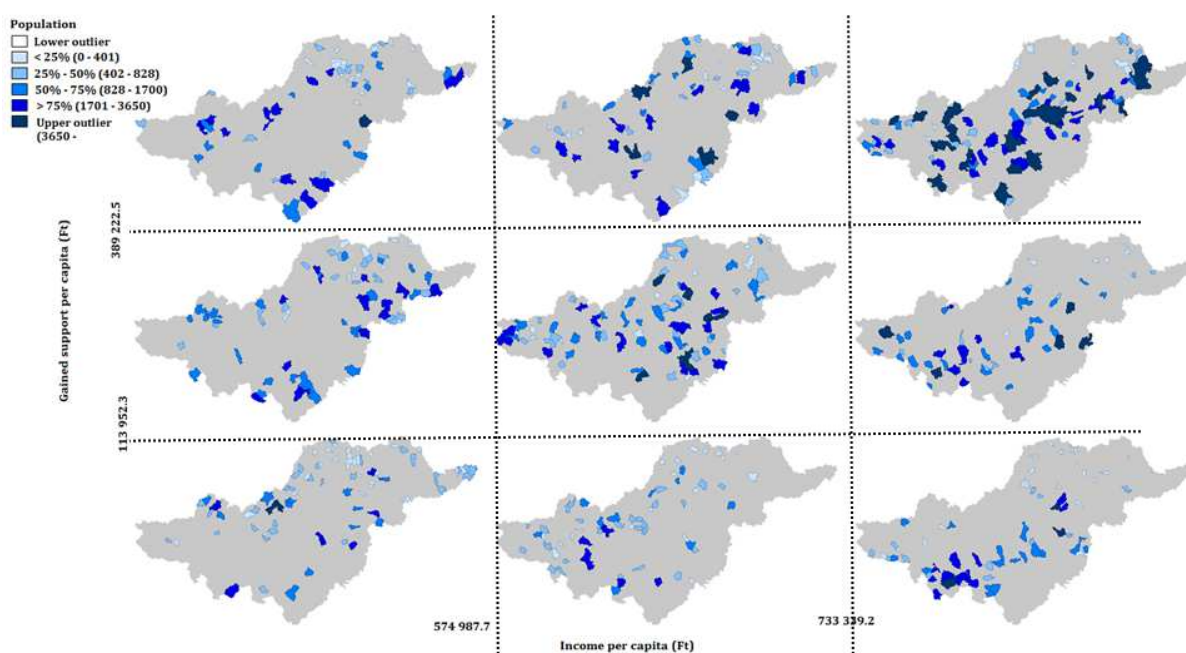 Population
Lower outlier
< 25% (0 - 401)
25% - 50% (402 - 828)
50% - 75% (828 - 1700)
> 75% (1701 - 3650)
Upper outlier
(3650 -
Gained support per capita (Ft)
389 222.5
113 952.3
574 987.7
733 339.2
Income per capita (Ft)